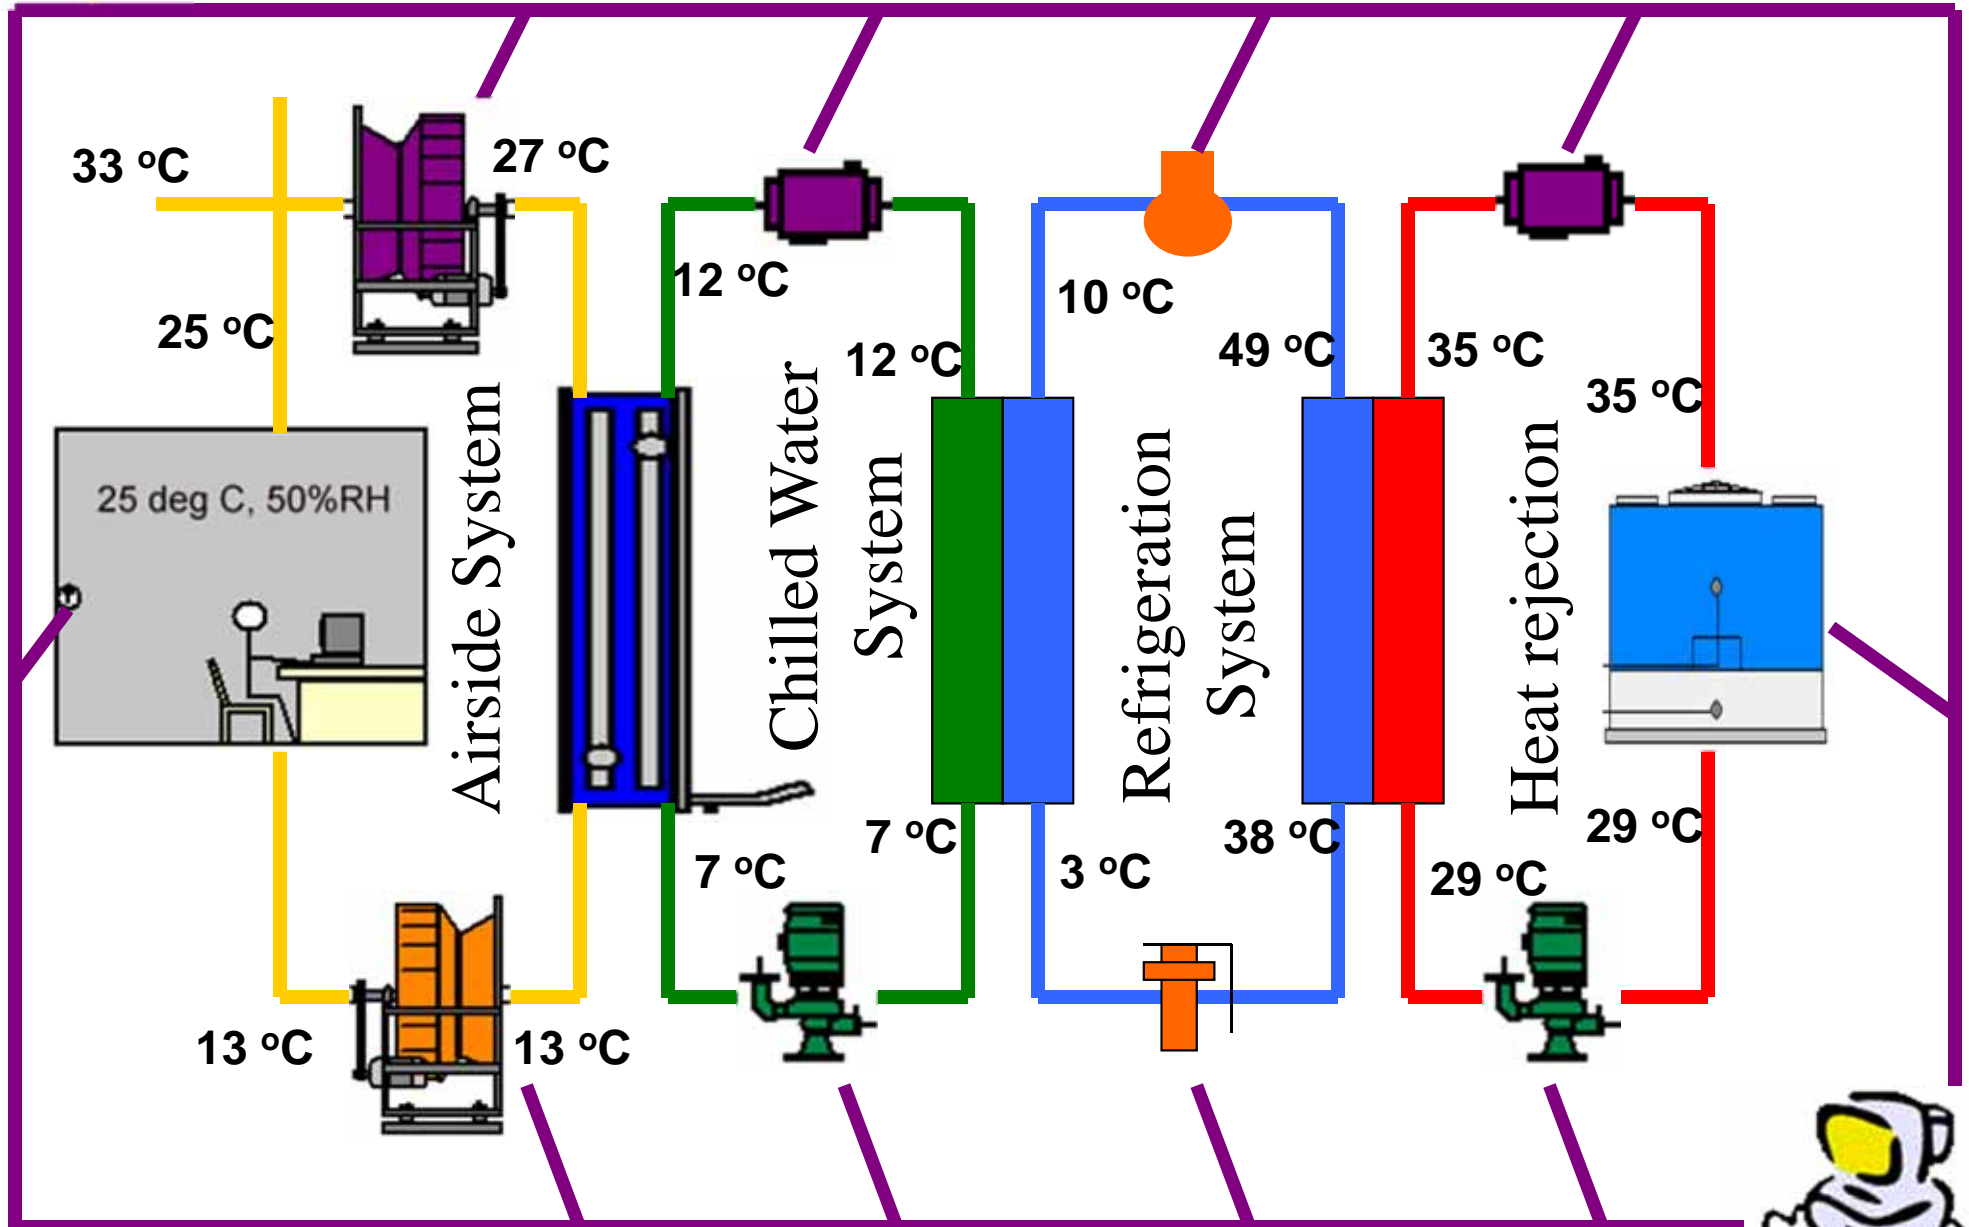 33 ºC
27 ºC
25 ºC
12 ºC
10 ºC
12 ºC
49 ºC
35 ºC
35 ºC
25 deg C, 50%RH
Airside System
Chilled Water
System
Refrigeration
System
Heat rejection
7 ºC
7 ºC
3 ºC
38 ºC
29 ºC
29 ºC
13 ºC
13 ºC